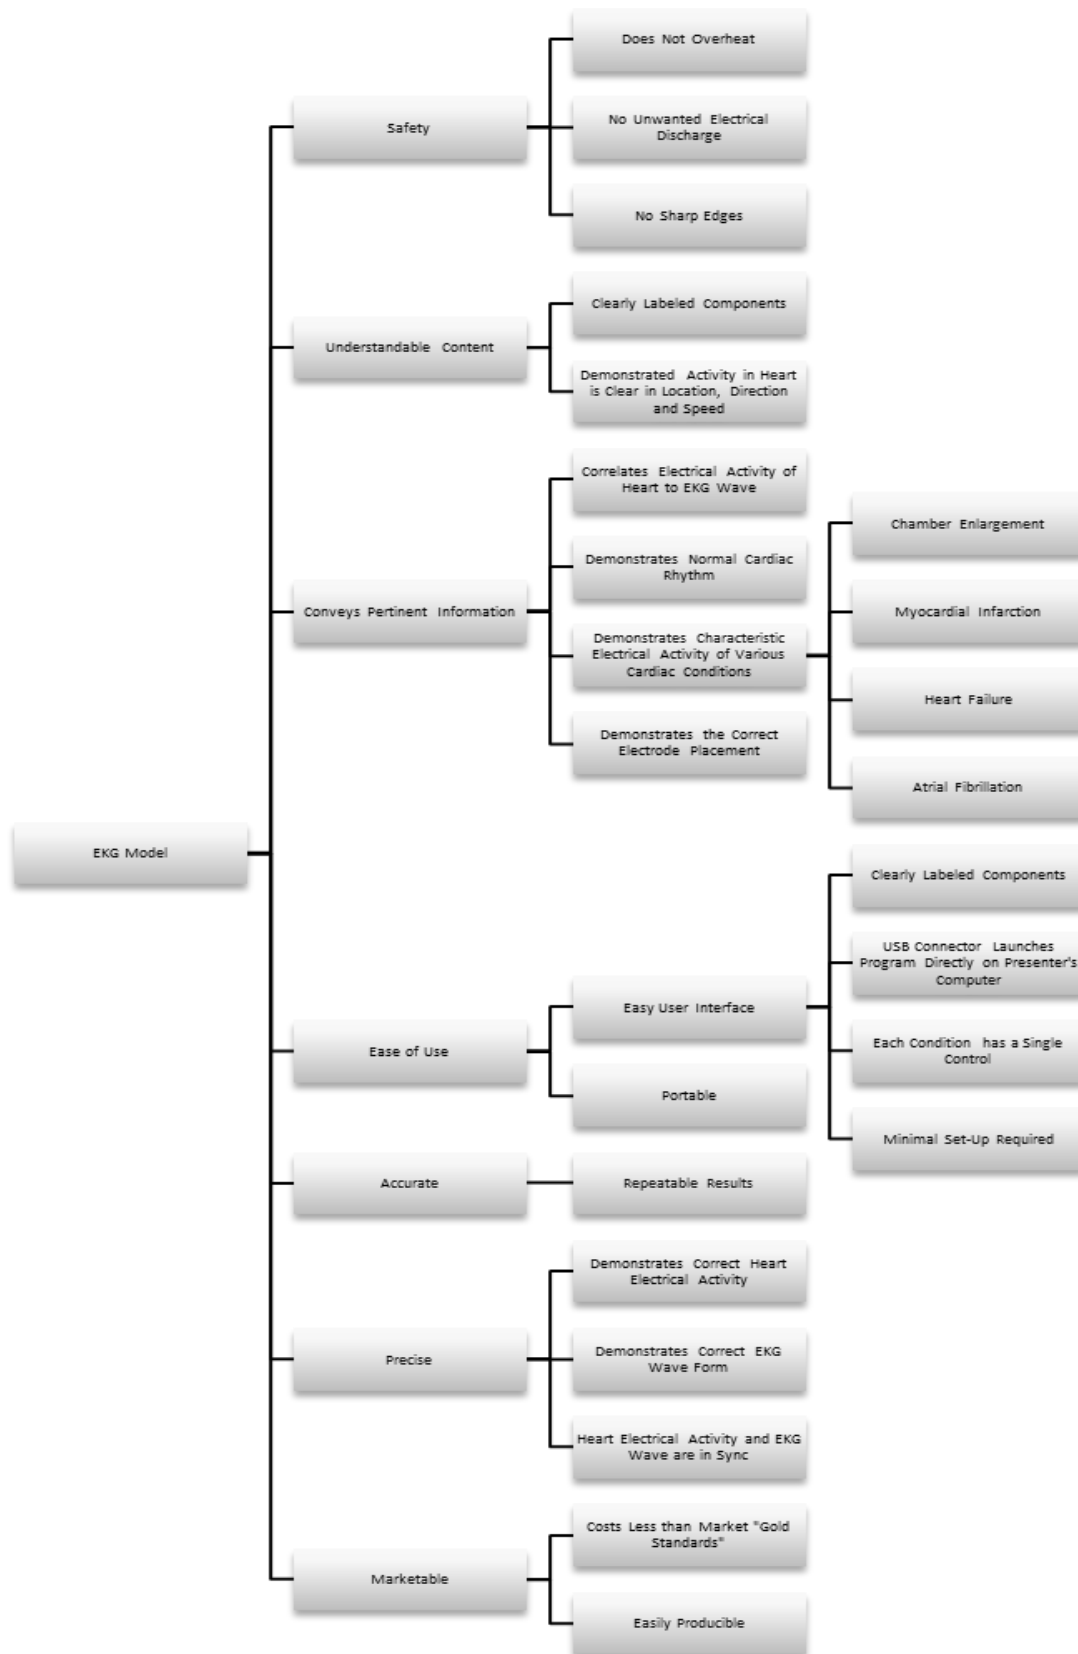 Does Not Overheat
Safety
No Unwanted Electrical
Discharge
No Sharp Edges
Clearly Labeled Components
Understandable Content
Demonstrated Activity in Heart
is Clear in Location, Direction
and Speed
Correlates Electrical Activity of
Heart to EKG Wave
Chamber Enlargement
Demonstrates Normal Cardiac
Rhythm
Conveys Pertinent Information
Myocardial Infarction
Demonstrates Characteristic
Electrical Activity of Various
Cardiac Conditions
Heart Failure
Demonstrates the Correct
Electrode Placement
Atrial Fibrillation
EKG Model
Clearly Labeled Components
USB Connector Launches
Program Directly on Presenter's
Computer
Easy User Interface
Ease of Use
Each Condition has a Single
Control
Portable
Minimal Set-Up Required
Accurate
Repeatable Results
Demonstrates Correct Heart
Electrical Activity
Precise
Demonstrates Correct EKG
Wave Form
Heart Electrical Activity and EKG
Wave are in Sync
Costs Less than Market "Gold
Standards"
Marketable
Easily Producible